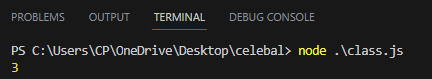 PROBLEMS OUTPUT TERMINAL DEBUG CONSOLE
PS C:\Users\CP\OneDrive\Desktop\celebal> node .\class.js
3